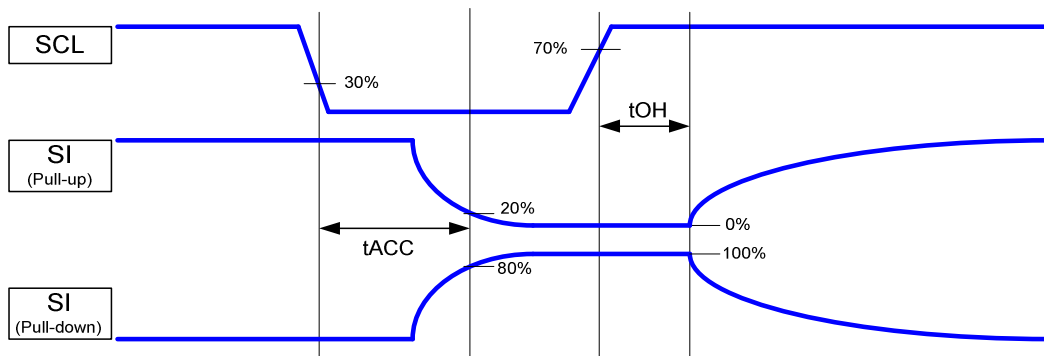 SCL
30%
70%
tOH
SI
(Pull-up)
20%
0%
tACC
80%
100%
SI
(Pull-down)